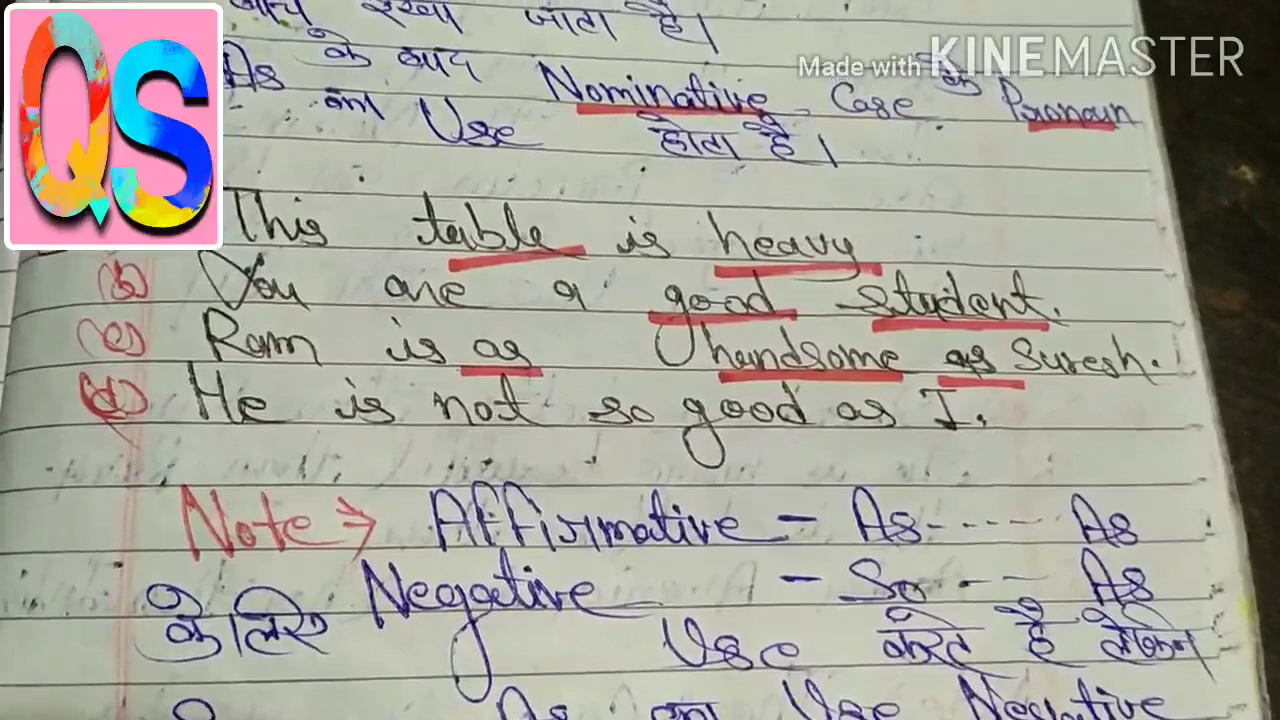 रखा जाता है।
As के बाद Nominative Case के Pronoun
का Use होता है।
This table is heavy
(b) You are a good student.
(c) Ram is as handsome as Suresh.
(d) He is not so good as I.
Note → Affirmative - As---- As
के लिए Negative - So --- As
Use करते है लेकिन
As का Use Negative
QS
Made with KINEMASTER